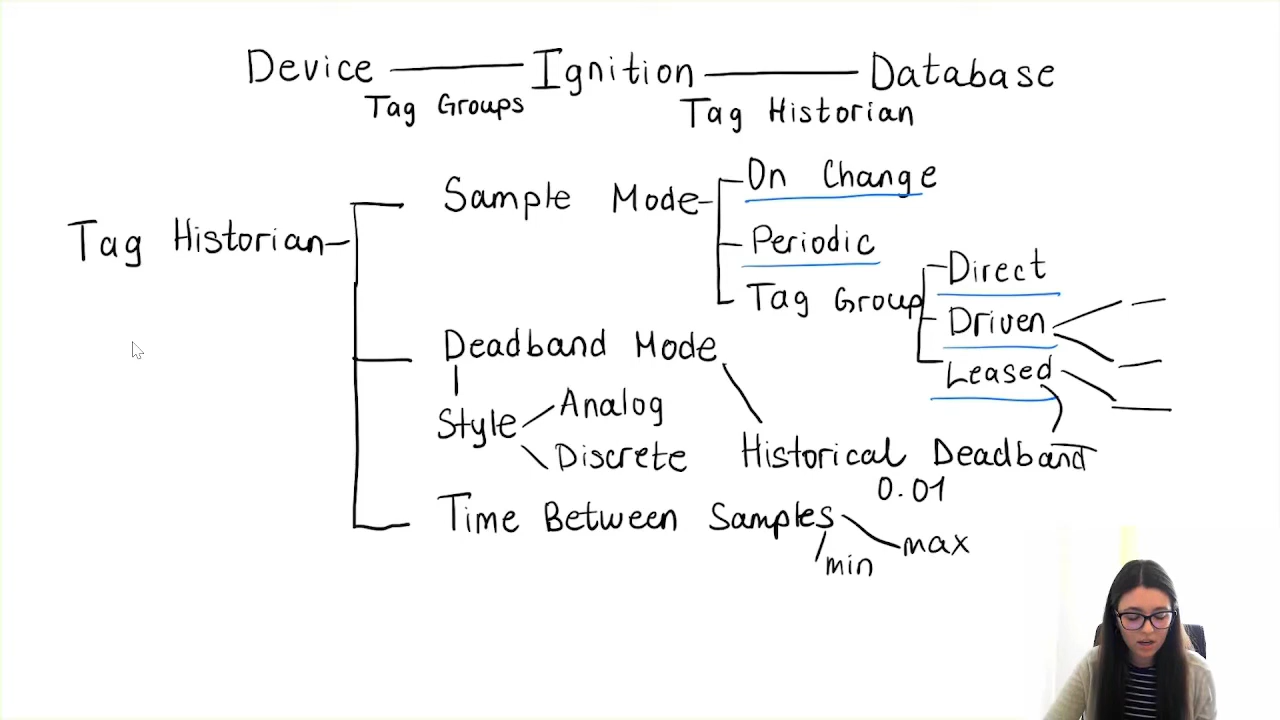 Device Ignition Database
Tag Groups Tag Historian
Tag Historian
Sample Mode
On Change
Periodic
Tag Group
Direct
Driven
Leased
Deadband Mode
Style
Analog
Discrete
Historical Deadband
0.01
Time Between Samples
min
max